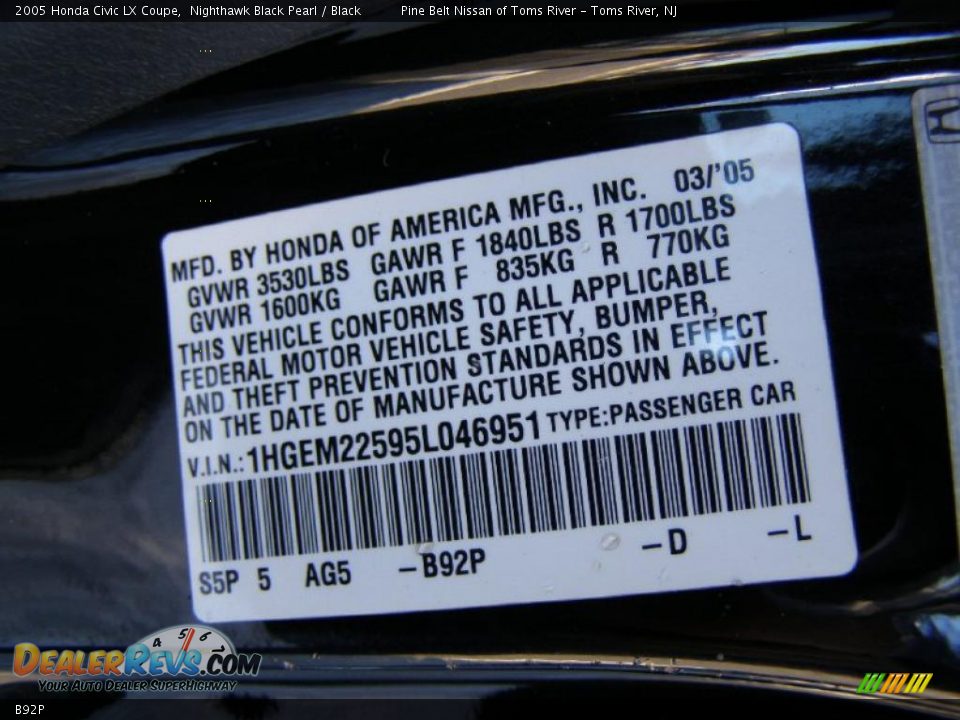 2005 Honda Civic LX Coupe, Nighthawk Black Pearl / Black Pine Belt Nissan of Toms River – Toms River, NJ
MFD. BY HONDA OF AMERICA MFG., INC. 03/'05
GVWR 3530LBS GAWR F 1840LBS R 1700LBS
GVWR 1600KG GAWR F 835KG R 770KG
THIS VEHICLE CONFORMS TO ALL APPLICABLE
FEDERAL MOTOR VEHICLE SAFETY, BUMPER,
AND THEFT PREVENTION STANDARDS IN EFFECT
ON THE DATE OF MANUFACTURE SHOWN ABOVE.
V.I.N.:1HGEM22595L046951 TYPE:PASSENGER CAR
S5P 5 AG5 –B92P –D –L
4 5 6 7
DEALERREVS.COM
YOUR AUTO DEALER SUPERHIGHWAY
B92P